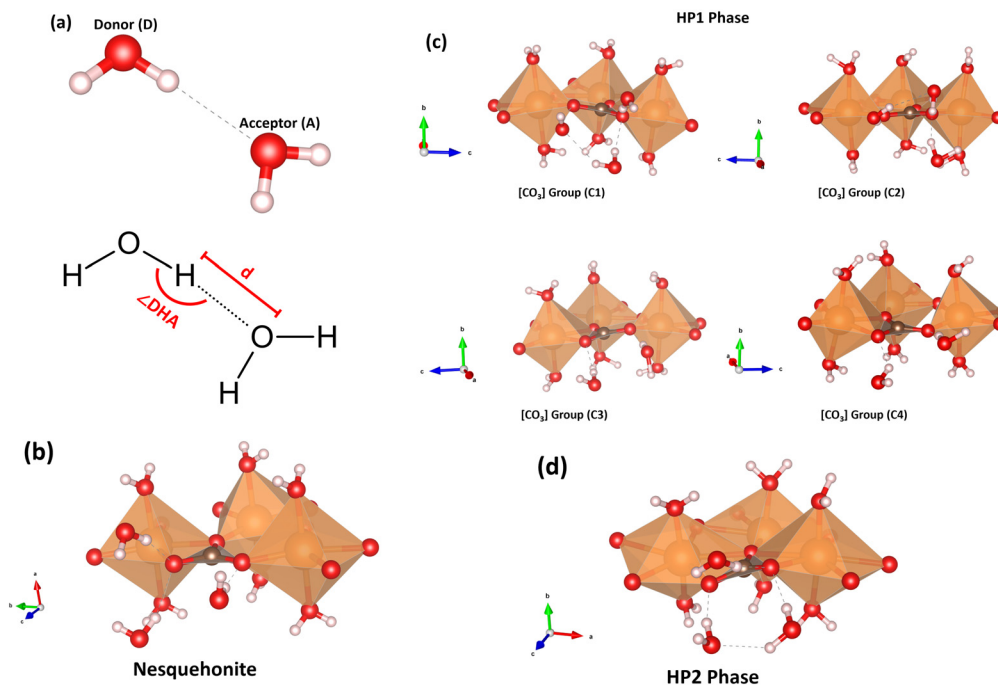 (a)
Donor (D)
Acceptor (A)
H
O
H
d
∠DHA
O
H
H
(c)
HP1 Phase
b
c
[CO₃] Group (C1)
b
c
a
[CO₃] Group (C2)
b
c
a
[CO₃] Group (C3)
b
a
c
[CO₃] Group (C4)
(b)
a
b
c
Nesquehonite
(d)
b
a
c
HP2 Phase